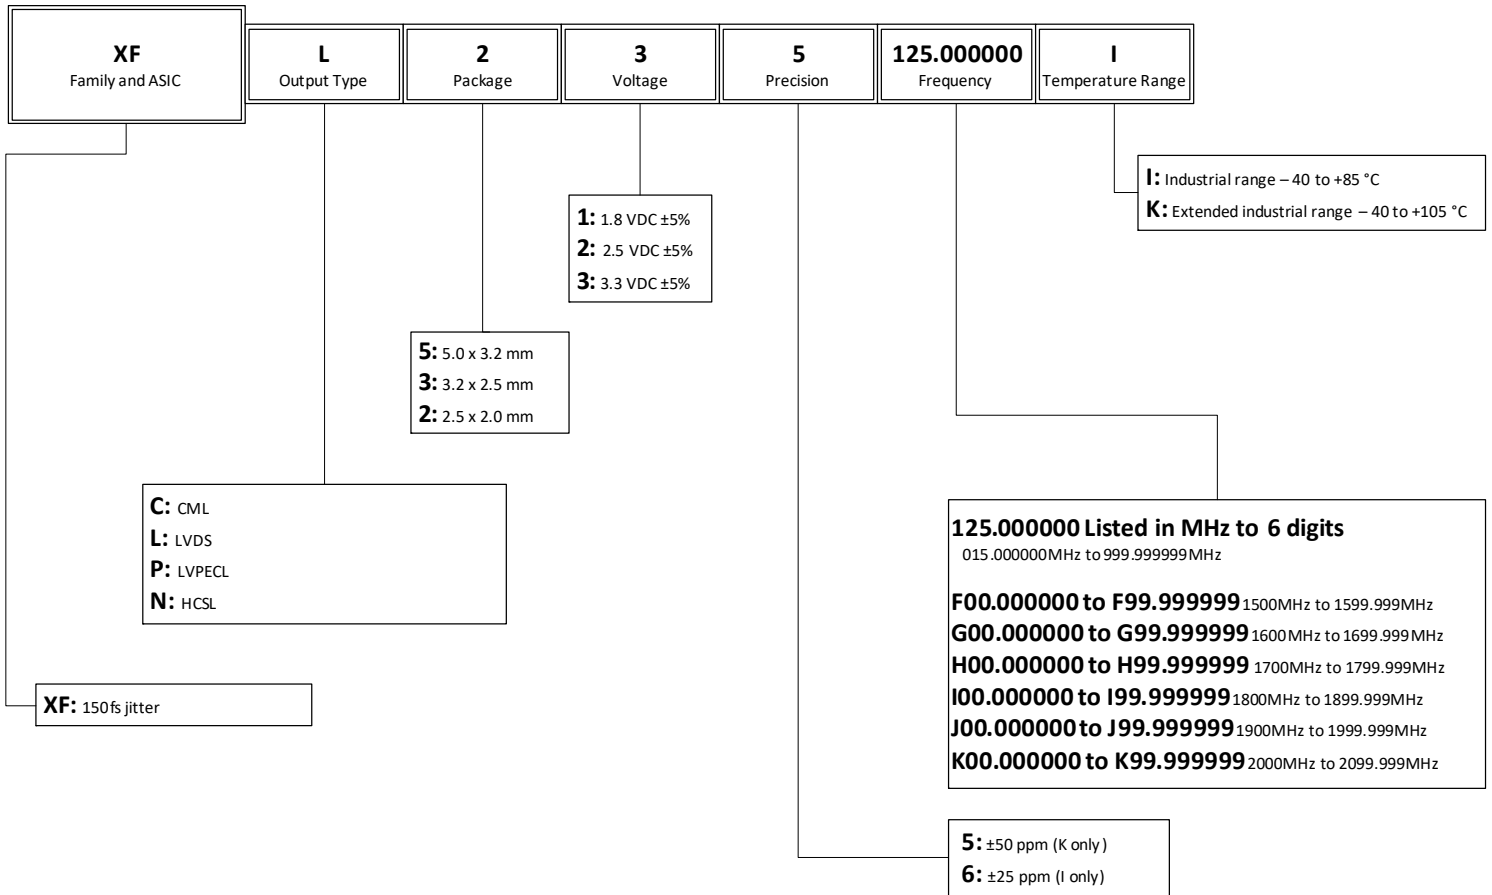 XF
Family and ASIC
L
Output Type
2
Package
3
Voltage
5
Precision
125.000000
Frequency
I
Temperature Range
I: Industrial range – 40 to +85 °C
K: Extended industrial range – 40 to +105 °C
1: 1.8 VDC ±5%
2: 2.5 VDC ±5%
3: 3.3 VDC ±5%
5: 5.0 x 3.2 mm
3: 3.2 x 2.5 mm
2: 2.5 x 2.0 mm
C: CML
L: LVDS
P: LVPECL
N: HCSL
125.000000 Listed in MHz to 6 digits
015.000000MHz to 999.999999MHz
F00.000000 to F99.999999 1500MHz to 1599.999MHz
G00.000000 to G99.999999 1600MHz to 1699.999MHz
H00.000000 to H99.999999 1700MHz to 1799.999MHz
I00.000000 to I99.999999 1800MHz to 1899.999MHz
J00.000000 to J99.999999 1900MHz to 1999.999MHz
K00.000000 to K99.999999 2000MHz to 2099.999MHz
XF: 150fs jitter
5: ±50 ppm (K only)
6: ±25 ppm (I only)